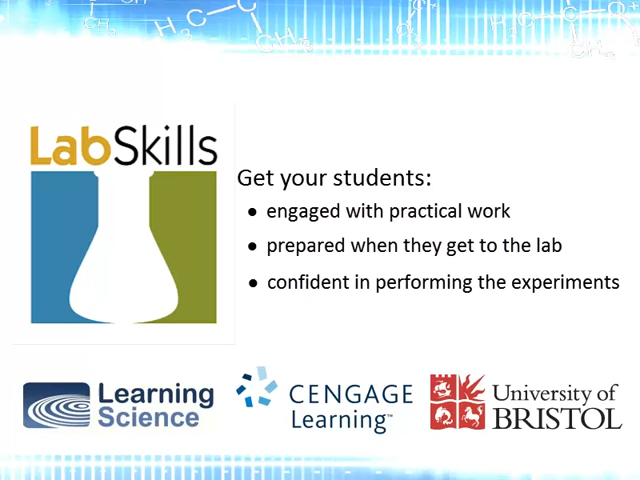 LabSkills
Get your students:
• engaged with practical work
• prepared when they get to the lab
• confident in performing the experiments
Learning
Science
CENGAGE
Learning™
University of
BRISTOL